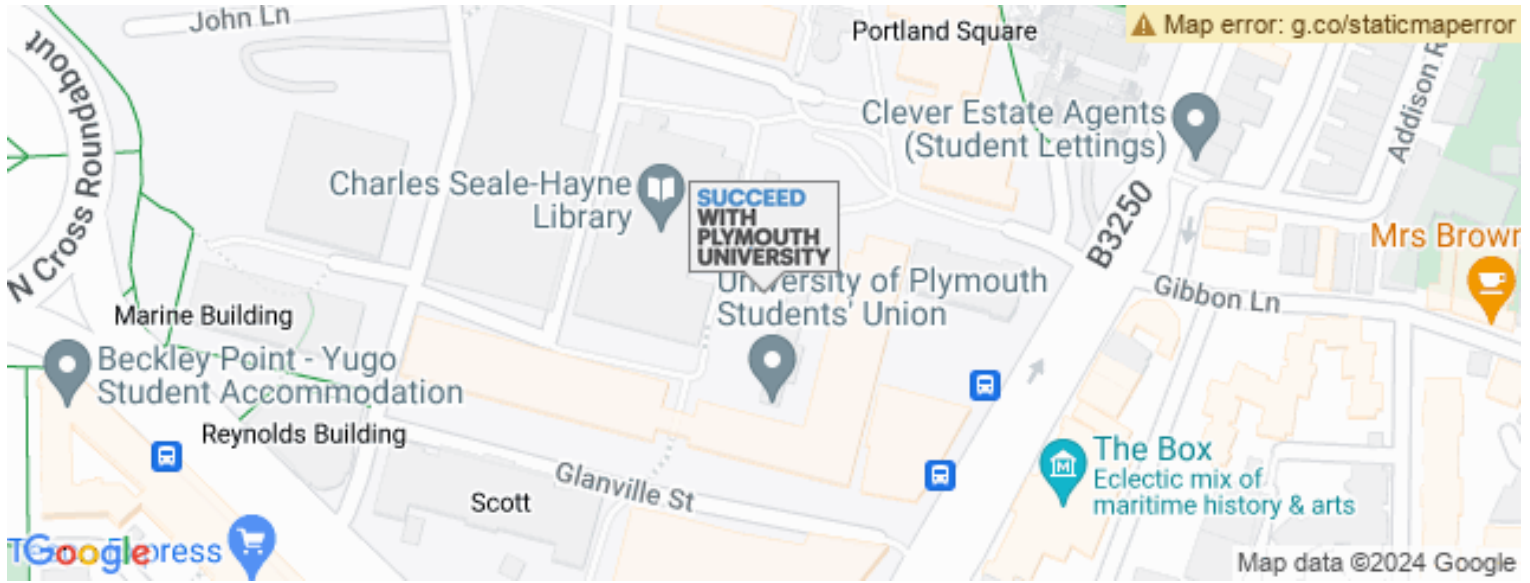 John Ln
Portland Square
Map error: g.co/staticmaperror
N Cross Roundabout
Clever Estate Agents
(Student Lettings)
Addison R
Charles Seale-Hayne
Library
SUCCEED
WITH
PLYMOUTH
UNIVERSITY
B3250
Mrs Brown
University of Plymouth
Students' Union
Gibbon Ln
Marine Building
Beckley Point - Yugo
Student Accommodation
Reynolds Building
Glanville St
Scott
The Box
Eclectic mix of
maritime history & arts
Google
press
Map data ©2024 Google